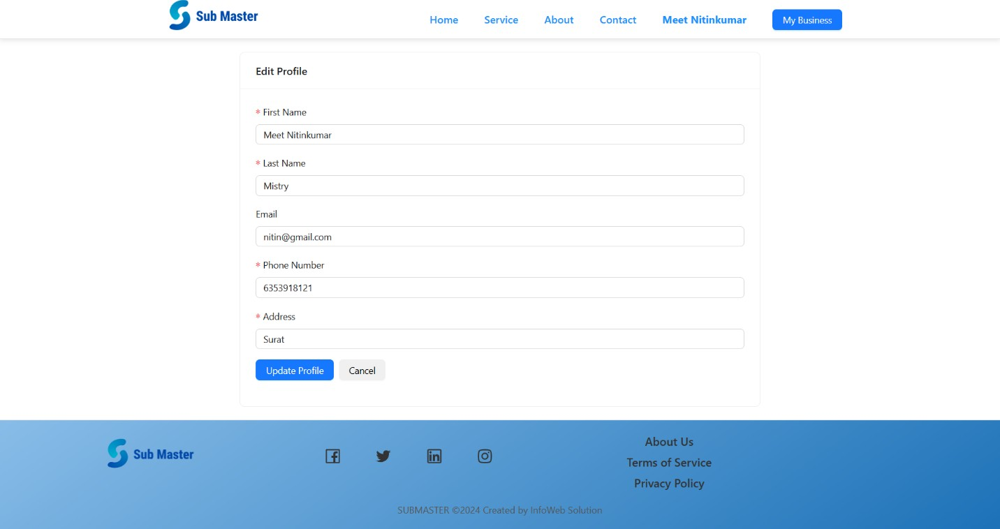 Sub Master
Home Service About Contact Meet Nitinkumar My Business
Edit Profile
* First Name
Meet Nitinkumar
* Last Name
Mistry
Email
nitin@gmail.com
* Phone Number
6353918121
* Address
Surat
Update Profile Cancel
Sub Master
About Us
Terms of Service
Privacy Policy
SUBMASTER ©2024 Created by InfoWeb Solution